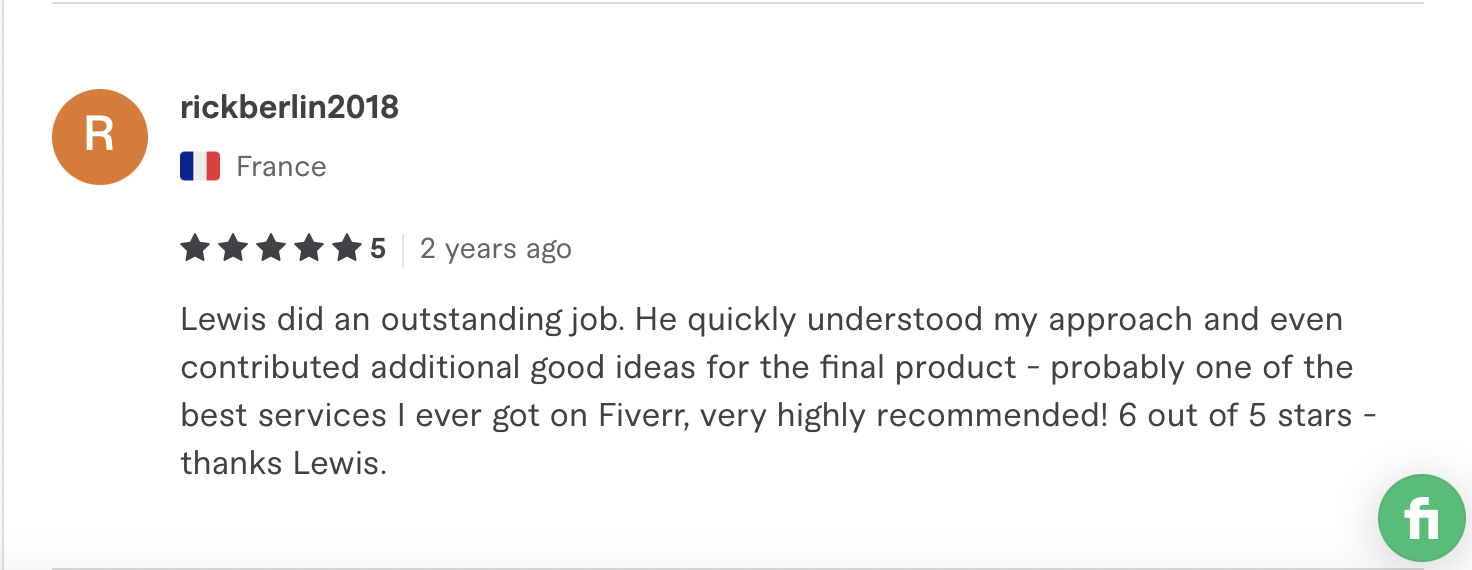 R
rickberlin2018
France
5
2 years ago
Lewis did an outstanding job. He quickly understood my approach and even
contributed additional good ideas for the final product - probably one of the
best services I ever got on Fiverr, very highly recommended! 6 out of 5 stars -
thanks Lewis.
fi